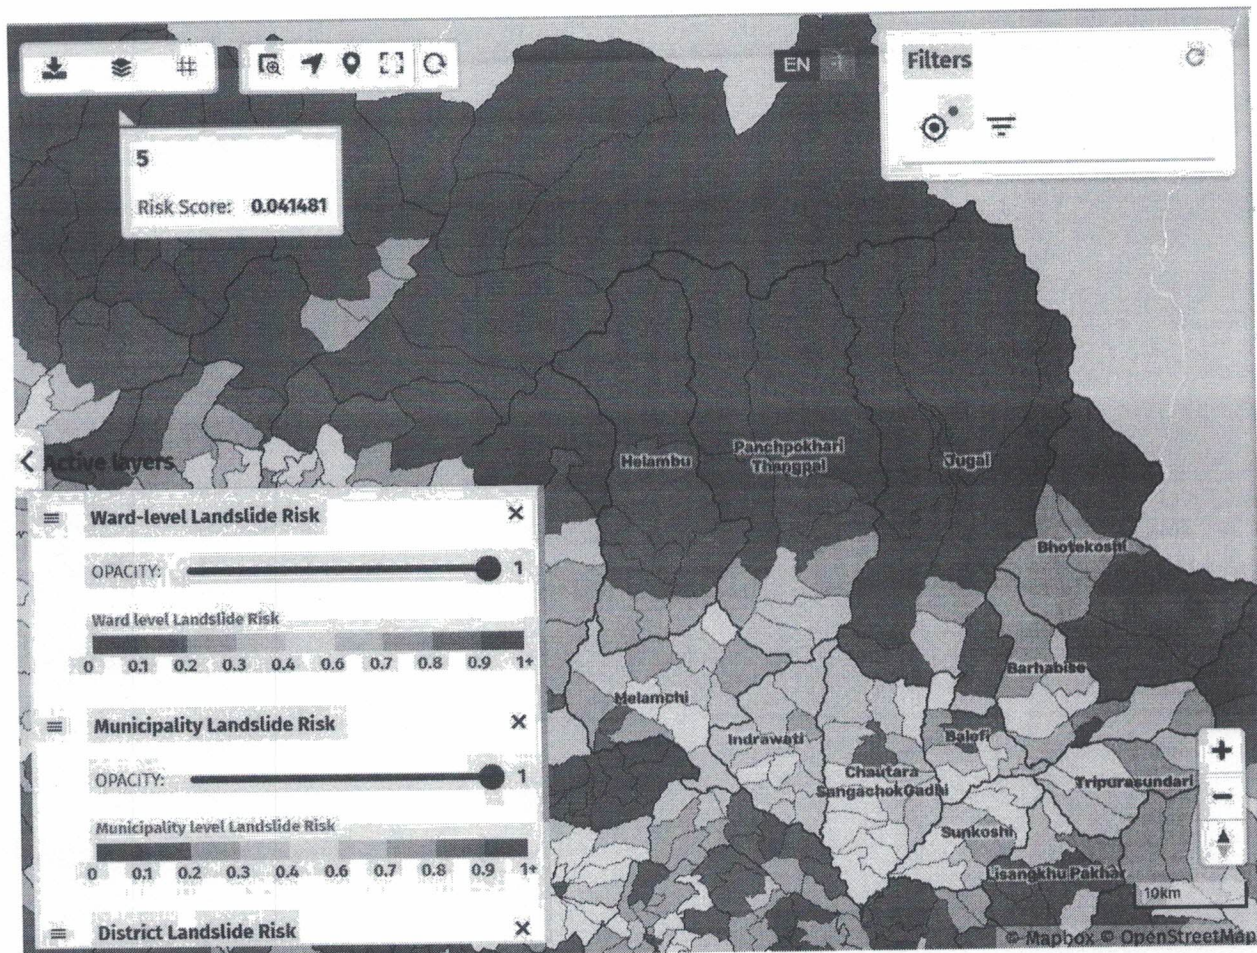 EN
Filters
5
Risk Score: 0.041481
Helambu
Panchpokhari
Thangpal
Jugal
Active layers
Ward-level Landslide Risk
OPACITY: 1
Ward level Landslide Risk
0 0.1 0.2 0.3 0.4 0.6 0.7 0.8 0.9 1+
Bhotekoshi
Barhabise
Melamchi
Indrawati
Balefi
Chautara
SangachokGadhi
Tripurasundari
Sunkoshi
Lisangkhu Pakhar
Municipality Landslide Risk
OPACITY: 1
Municipality level Landslide Risk
0 0.1 0.2 0.3 0.4 0.6 0.7 0.8 0.9 1+
District Landslide Risk
10km
© Mapbox © OpenStreetMap